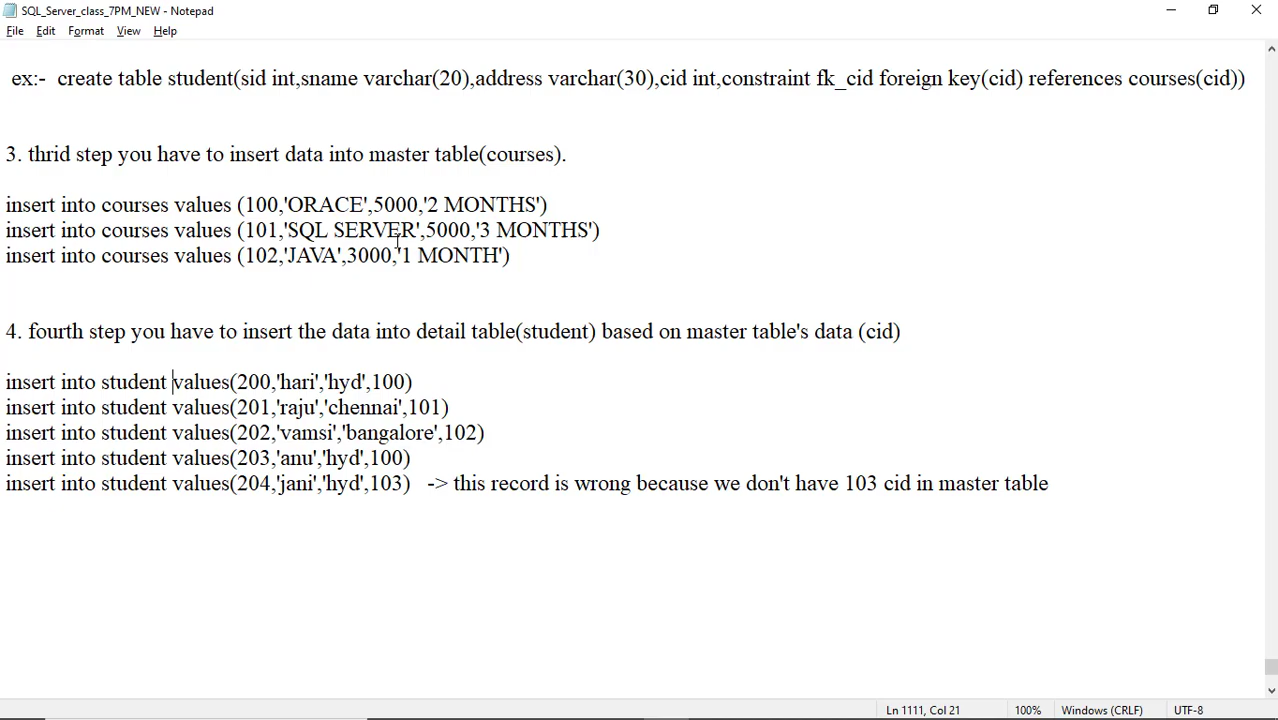 SQL_Server_class_7PM_NEW - Notepad
File Edit Format View Help
ex:- create table student(sid int,sname varchar(20),address varchar(30),cid int,constraint fk_cid foreign key(cid) references courses(cid))
3. thrid step you have to insert data into master table(courses).
insert into courses values (100,'ORACE',5000,'2 MONTHS')
insert into courses values (101,'SQL SERVER',5000,'3 MONTHS')
insert into courses values (102,'JAVA',3000,'1 MONTH')
4. fourth step you have to insert the data into detail table(student) based on master table's data (cid)
insert into student values(200,'hari','hyd',100)
insert into student values(201,'raju','chennai',101)
insert into student values(202,'vamsi','bangalore',102)
insert into student values(203,'anu','hyd',100)
insert into student values(204,'jani','hyd',103) -> this record is wrong because we don't have 103 cid in master table
Ln 1111, Col 21 100% Windows (CRLF) UTF-8